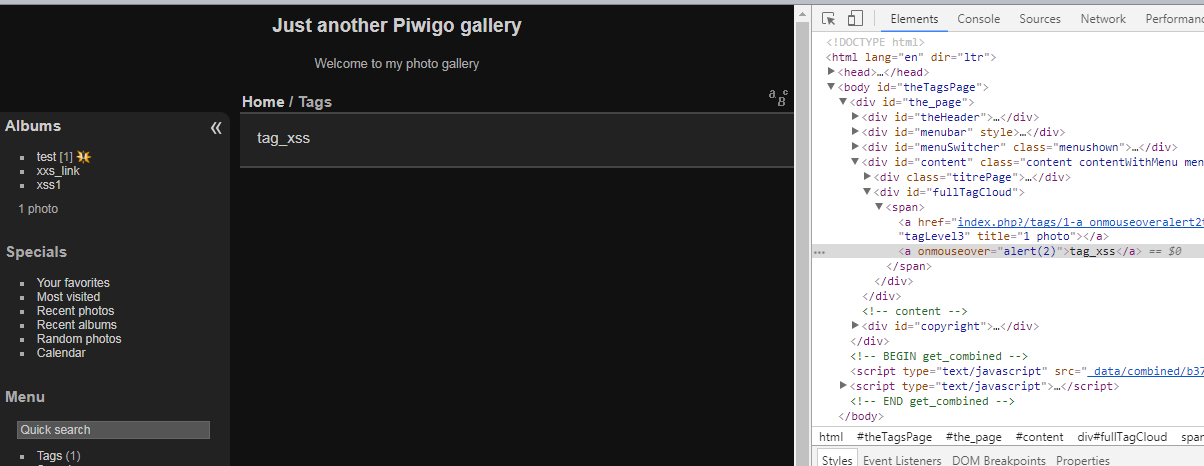 Just another Piwigo gallery
Welcome to my photo gallery
Home / Tags
a B c
Albums
«
test [1]
xxs_link
xss1
1 photo
tag_xss
Specials
Your favorites
Most visited
Recent photos
Recent albums
Random photos
Calendar
Menu
Quick search
Tags (1)
Elements Console Sources Network Performanc
<!DOCTYPE html>
<html lang="en" dir="ltr">
<head>…</head>
<body id="theTagsPage">
<div id="the_page">
<div id="theHeader">…</div>
<div id="menubar" style>…</div>
<div id="menuSwitcher" class="menushown">…</div>
<div id="content" class="content contentWithMenu men
<div class="titrePage">…</div>
<div id="fullTagCloud">
<span>
<a href="index.php?/tags/1-a_onmouseoveralert2t
"tagLevel3" title="1 photo"></a>
… <a onmouseover="alert(2)">tag_xss</a> == $0
</span>
</div>
</div>
<!-- content -->
<div id="copyright">…</div>
</div>
<!-- BEGIN get_combined -->
<script type="text/javascript" src="_data/combined/b37
<script type="text/javascript">…</script>
<!-- END get_combined -->
</body>
html #theTagsPage #the_page #content div#fullTagCloud span
Styles Event Listeners DOM Breakpoints Properties